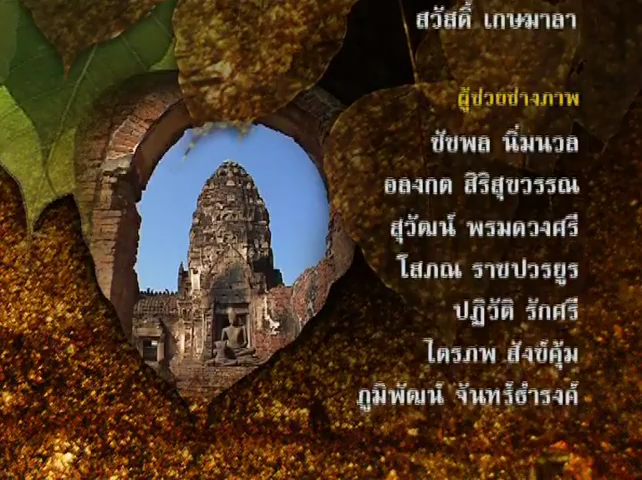 สวัสดิ์ เกษมาลา
ผู้ช่วยช่างภาพ
ชัชพล นิ่มนวล
อลงกต สิริสุขวรรณ
สุวัฒน์ พรมดวงศรี
โสภณ ราชปวรยูร
ปฏิวัติ รักศรี
ไตรภพ สังข์คุ้ม
ภูมิพัฒน์ จันทร์ธำรงค์